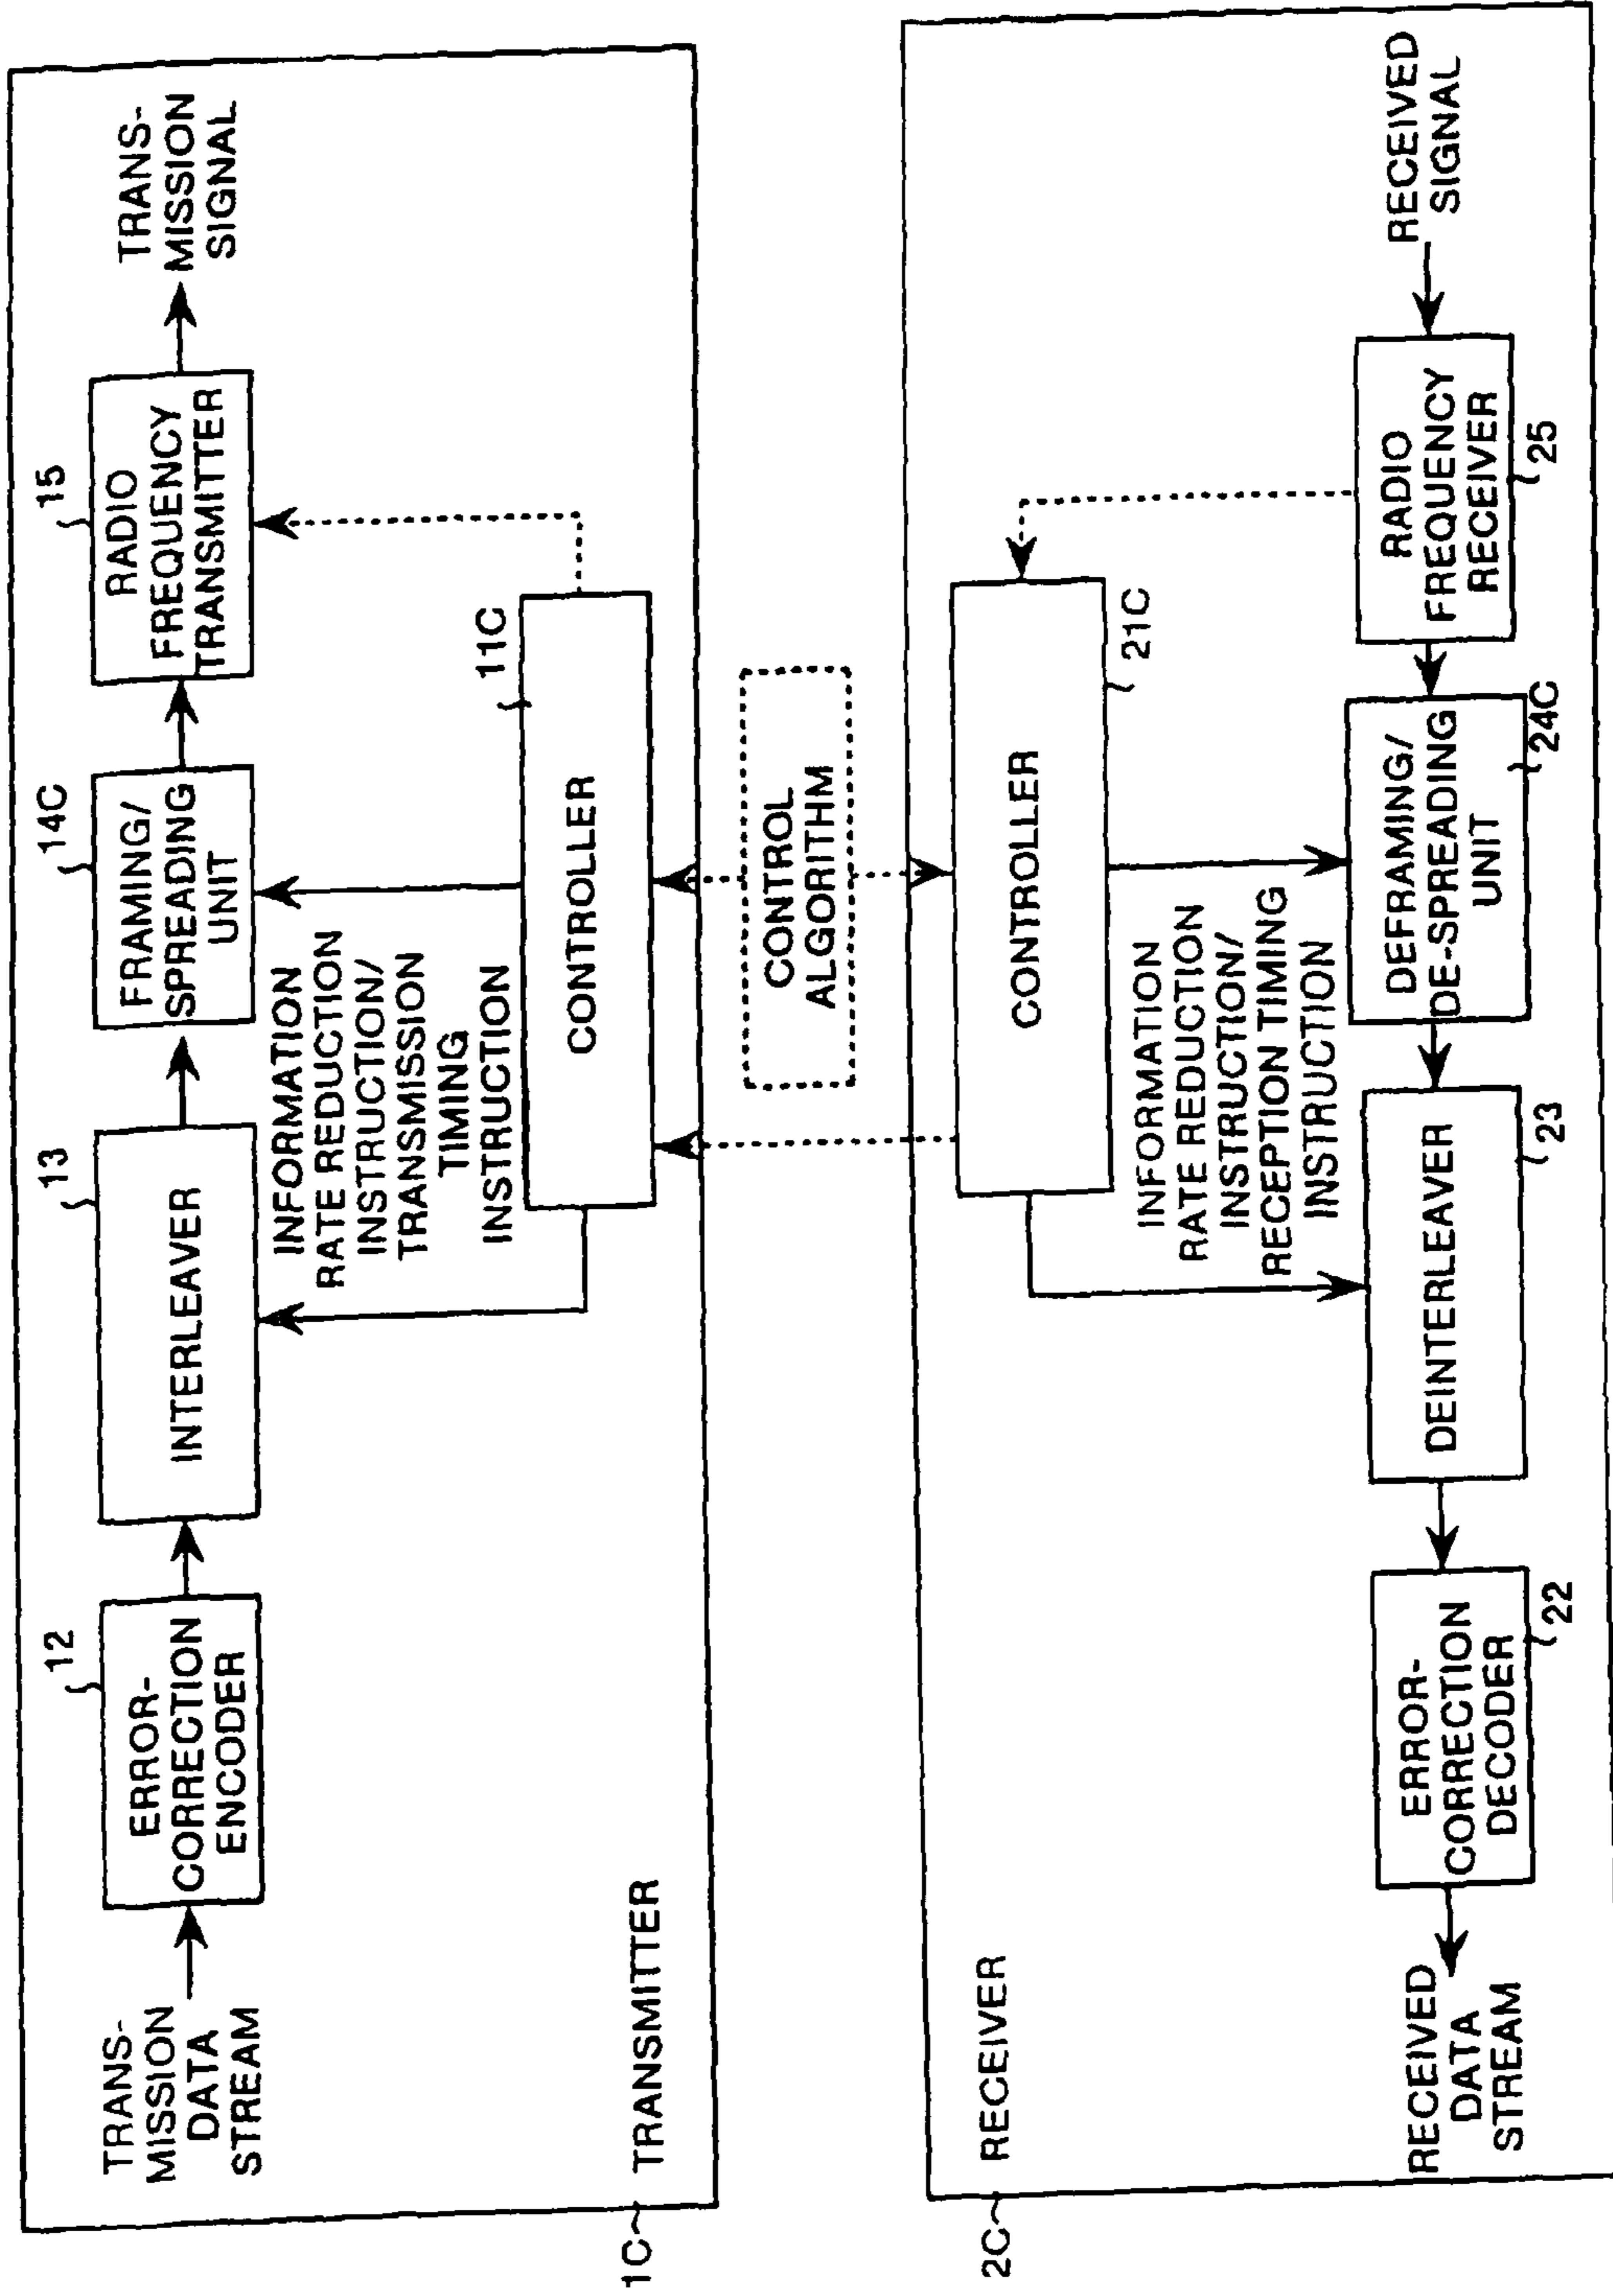 TRANS-
MISSION
DATA
STREAM
12
ERROR-
CORRECTION
ENCODER
13
INTERLEAVER
14C
FRAMING/
SPREADING
UNIT
15
RADIO
FREQUENCY
TRANSMITTER
TRANS-
MISSION
SIGNAL
INFORMATION
RATE REDUCTION
INSTRUCTION/
TRANSMISSION
TIMING
INSTRUCTION
11C
CONTROLLER
1C
TRANSMITTER
CONTROL
ALGORITHM
2C
RECEIVER
CONTROLLER
21C
INFORMATION
RATE REDUCTION
INSTRUCTION/
RECEPTION TIMING
INSTRUCTION
RECEIVED
DATA
STREAM
ERROR-
CORRECTION
DECODER
22
DEINTERLEAVER
23
DEFRAMING/
DE-SPREADING
UNIT
24C
RADIO
FREQUENCY
RECEIVER
25
RECEIVED
SIGNAL